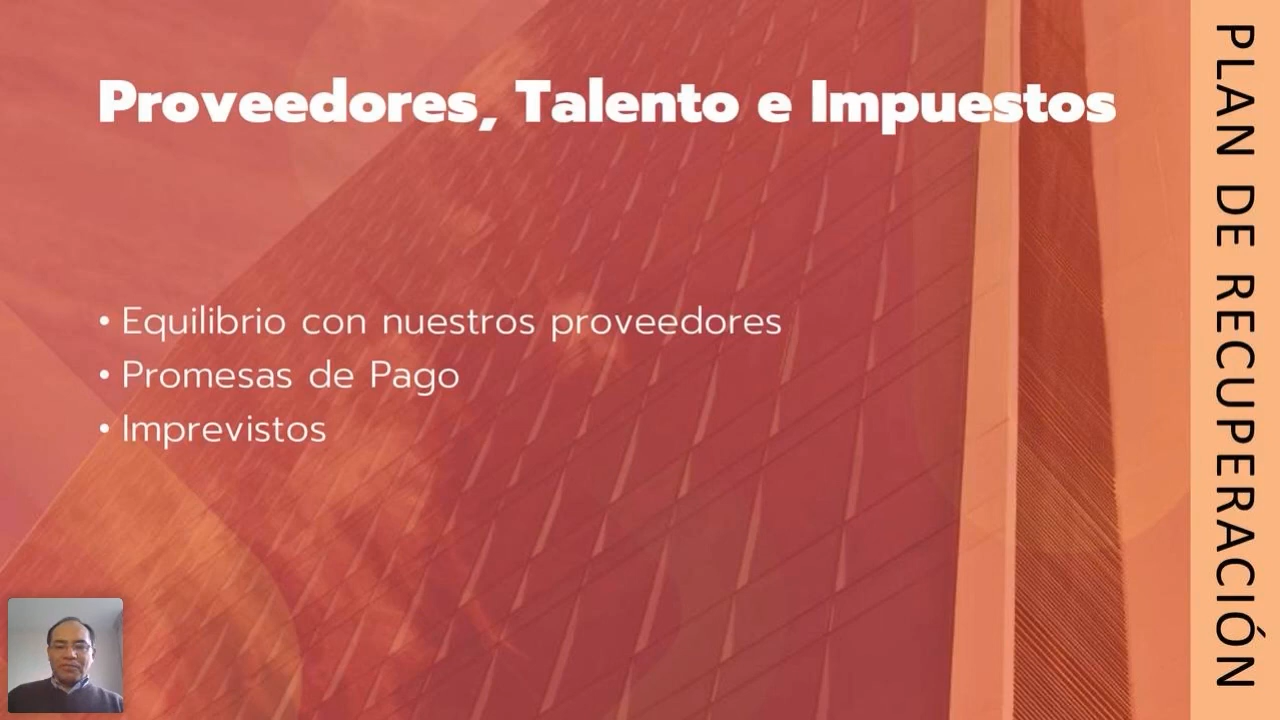 Proveedores, Talento e Impuestos
• Equilibrio con nuestros proveedores
• Promesas de Pago
• Imprevistos
PLAN DE RECUPERACIÓN